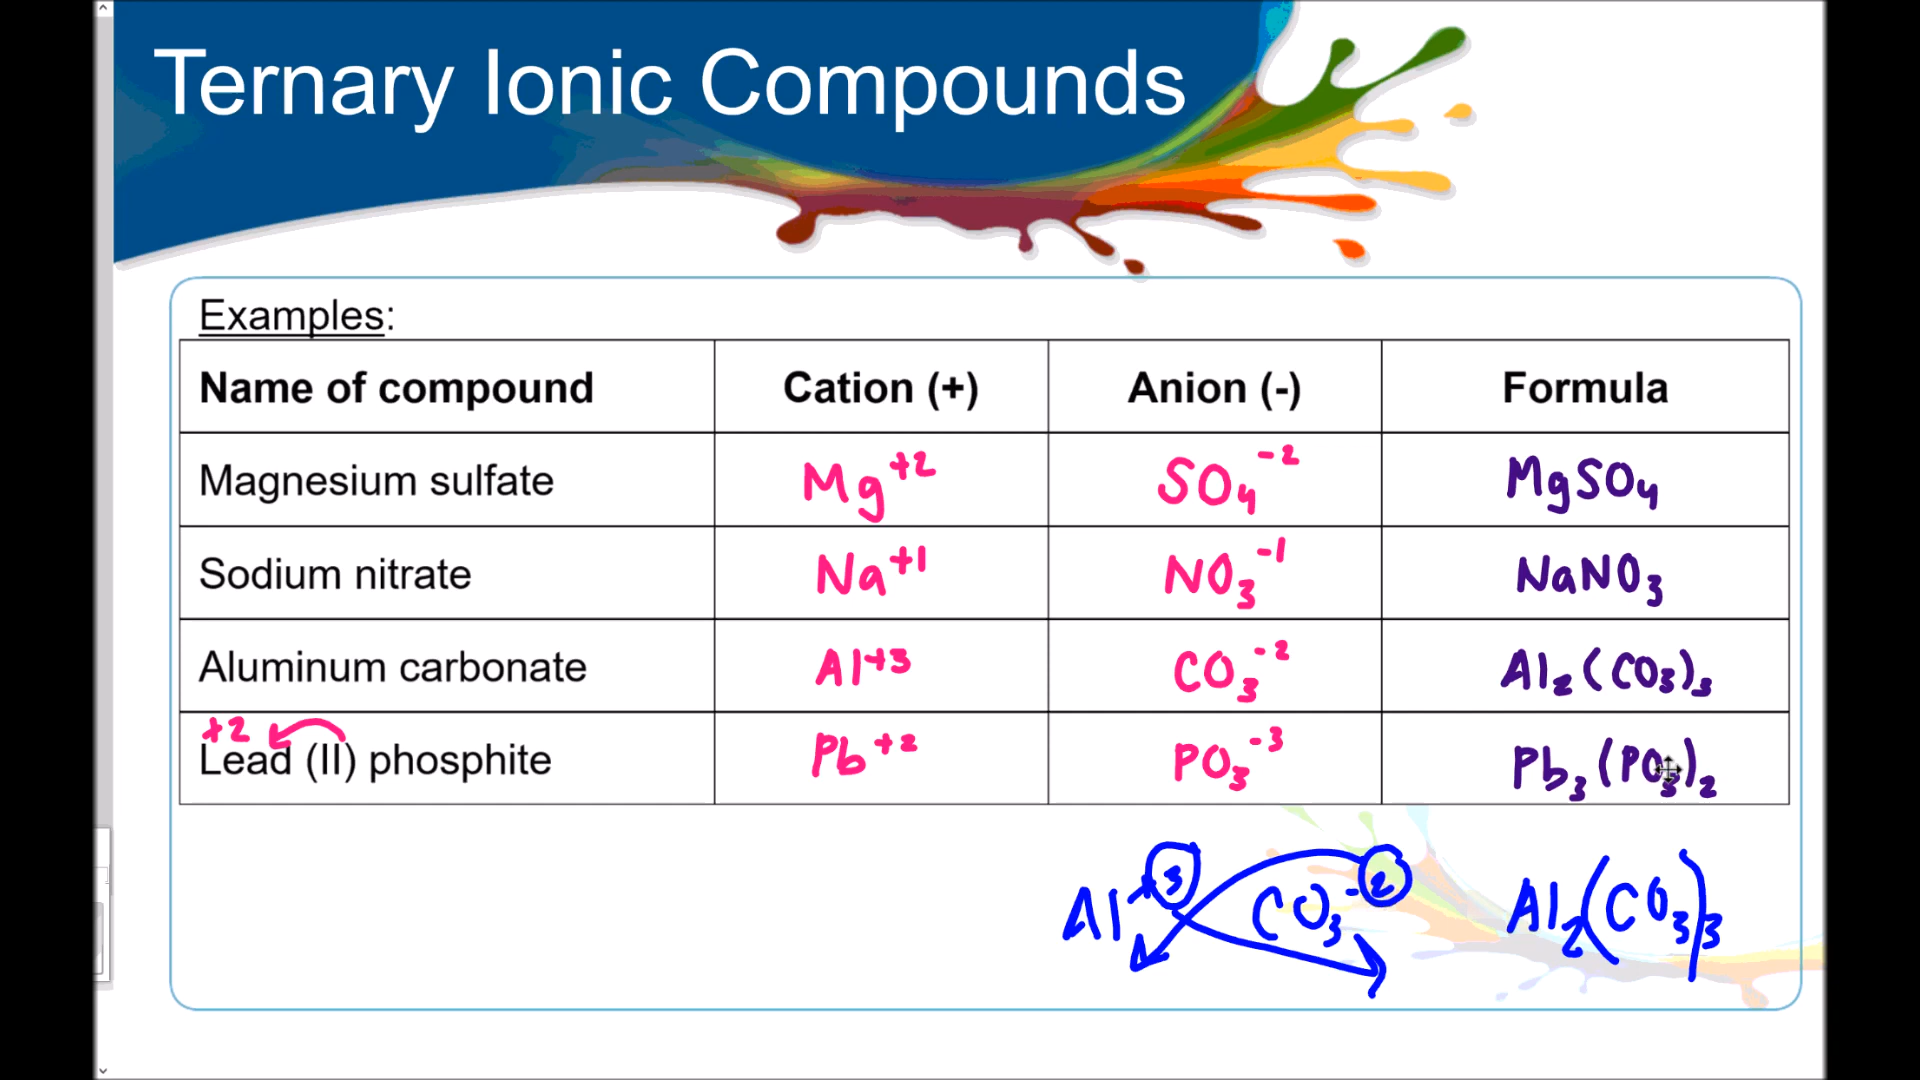 Ternary Ionic Compounds
Examples:
Name of compound Cation (+) Anion (-) Formula
Magnesium sulfate Mg+2 SO4-2 MgSO4
Sodium nitrate Na+1 NO3-1 NaNO3
Aluminum carbonate Al+3 CO3-2 Al2(CO3)3
+2
Lead (II) phosphite Pb+2 PO3-3 Pb3(PO3)2
Al+3 CO3-2 Al2(CO3)3